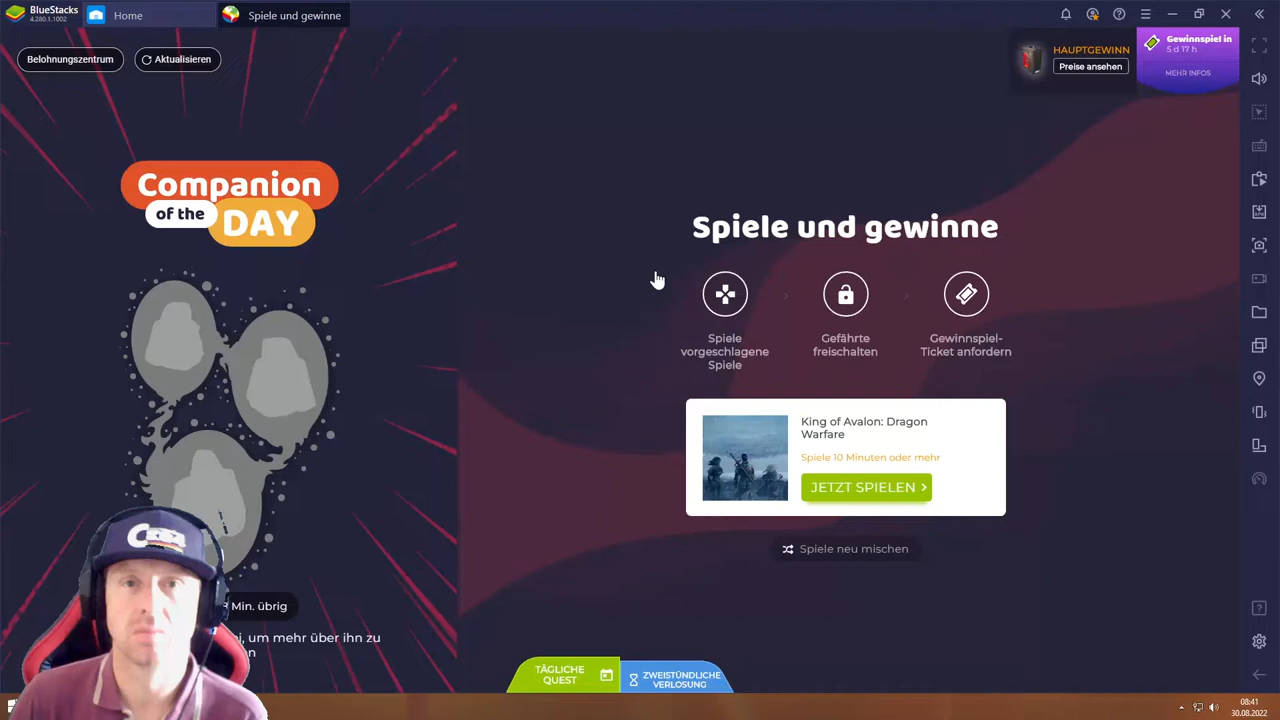 BlueStacks
4.280.1.1002
Home
Spiele und gewinne
Belohnungszentrum
Aktualisieren
HAUPTGEWINN
Preise ansehen
Gewinnspiel in
5 d 17 h
MEHR INFOS
Companion
of the
DAY
Spiele und gewinne
Spiele
vorgeschlagene
Spiele
Gefährte
freischalten
Gewinnspiel-
Ticket anfordern
King of Avalon: Dragon
Warfare
Spiele 10 Minuten oder mehr
JETZT SPIELEN
Spiele neu mischen
Min. übrig
um mehr über ihn zu
TÄGLICHE
QUEST
ZWEISTÜNDLICHE
VERLOSUNG
08:41
30.08.2022